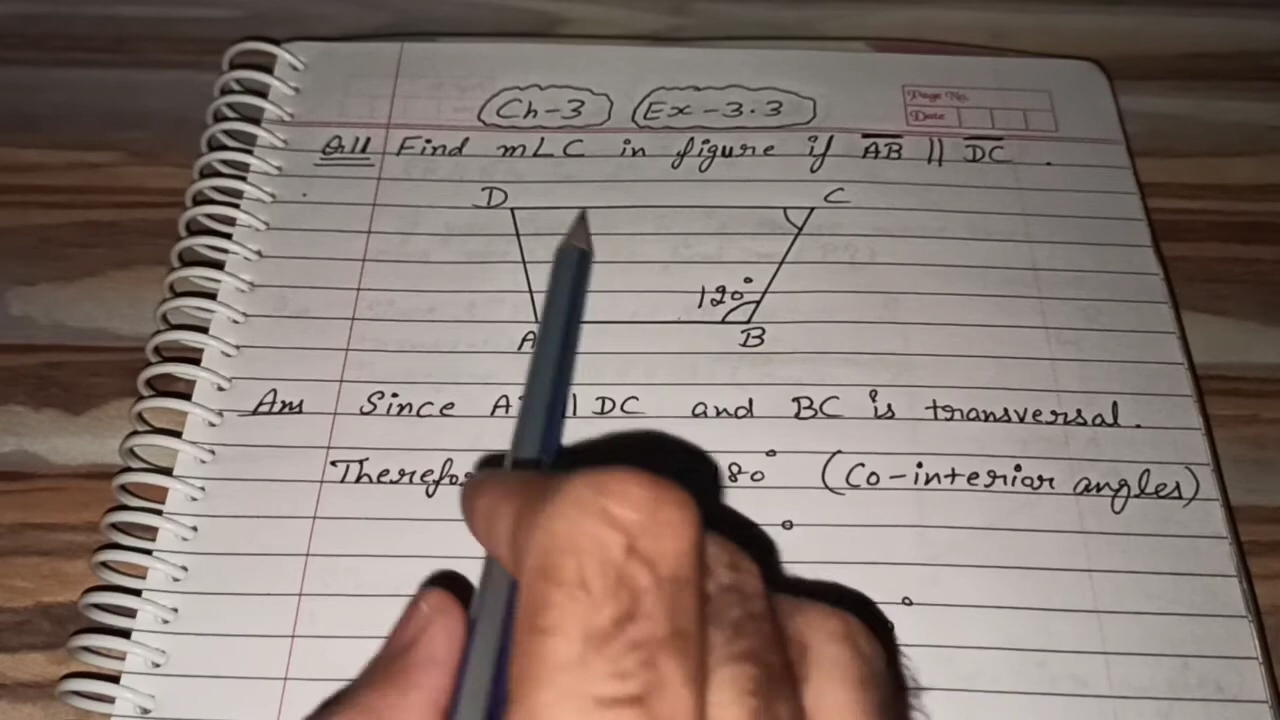 Ch-3 Ex-3.3
Page No.
Date
Q11 Find m∠C in figure if AB || DC .
D C
120°
A B
Ans Since DC and BC is transversal.
80° (Co-interior angles)